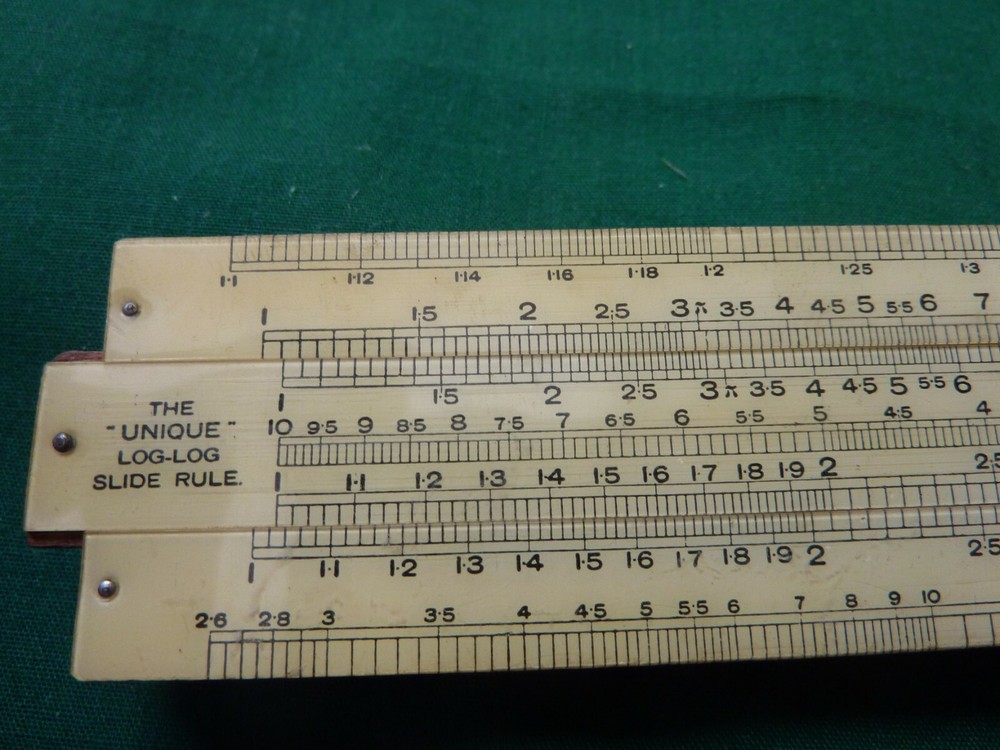 1·1 1·12 1·14 1·16 1·18 1·2 1·25 1·3
1 1·5 2 2·5 3 π 3·5 4 4·5 5 5·5 6 7
1 1·5 2 2·5 3 π 3·5 4 4·5 5 5·5 6
THE
"UNIQUE"
LOG-LOG
SLIDE RULE.
10 9·5 9 8·5 8 7·5 7 6·5 6 5·5 5 4·5 4
1 1·1 1·2 1·3 1·4 1·5 1·6 1·7 1·8 1·9 2 2·5
1 1·1 1·2 1·3 1·4 1·5 1·6 1·7 1·8 1·9 2 2·5
2·6 2·8 3 3·5 4 4·5 5 5·5 6 7 8 9 10